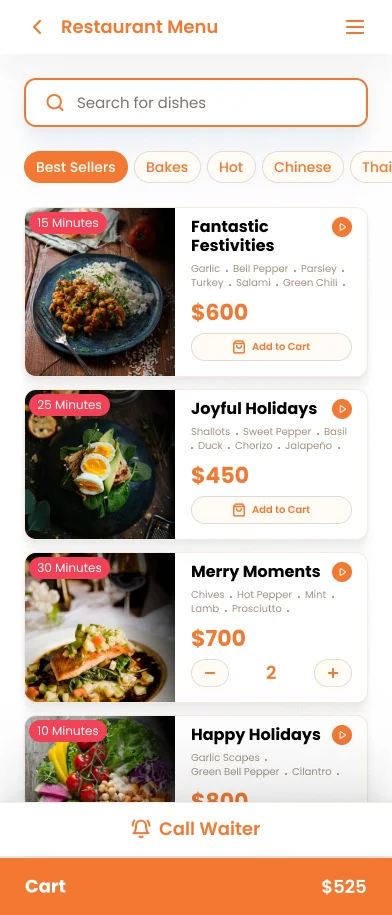 Restaurant Menu
Search for dishes
Best Sellers Bakes Hot Chinese Thai
15 Minutes
Fantastic
Festivities
Garlic . Bell Pepper . Parsley .
Turkey . Salami . Green Chili .
$600
Add to Cart
25 Minutes
Joyful Holidays
Shallots . Sweet Pepper . Basil
. Duck . Chorizo . Jalapeño .
$450
Add to Cart
30 Minutes
Merry Moments
Chives . Hot Pepper . Mint .
Lamb . Prosciutto .
$700
− 2 +
10 Minutes
Happy Holidays
Garlic Scapes .
Green Bell Pepper . Cilantro .
$800
Call Waiter
Cart $525